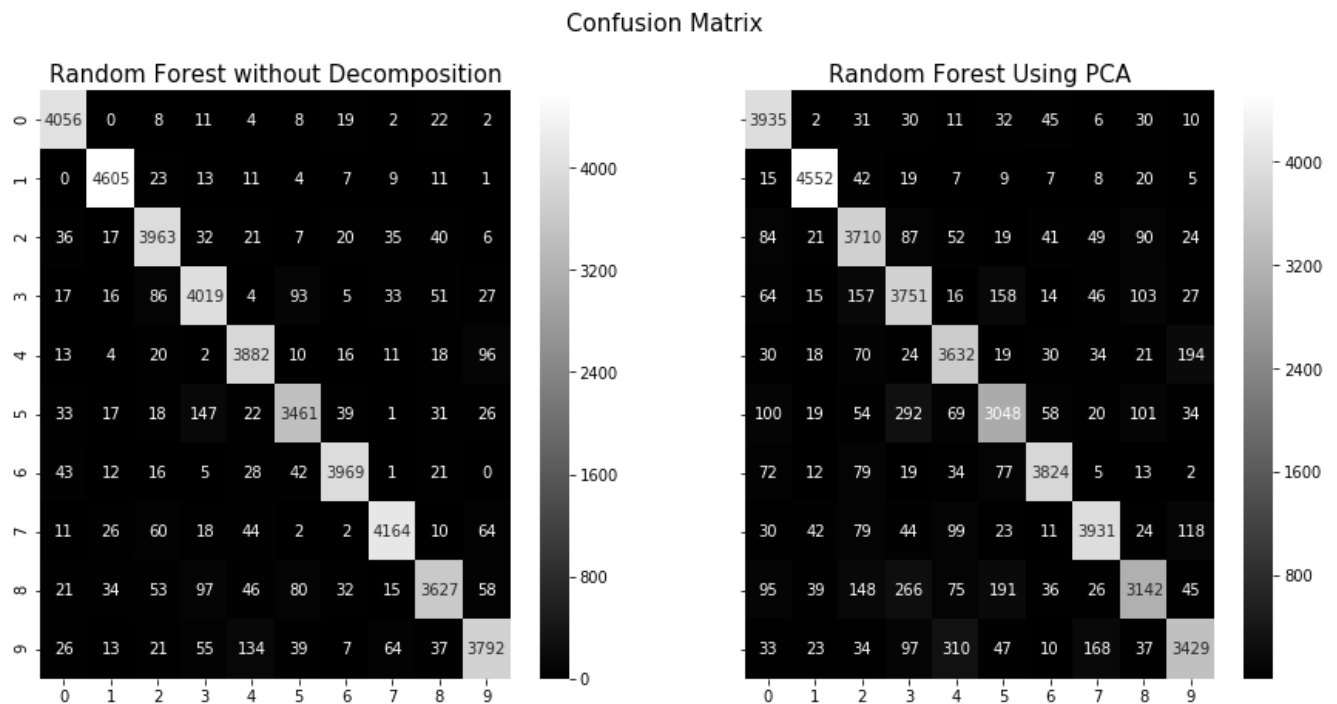 Confusion Matrix
Random Forest without Decomposition
0 4056 0 8 11 4 8 19 2 22 2
1 0 4605 23 13 11 4 7 9 11 1
2 36 17 3963 32 21 7 20 35 40 6
3 17 16 86 4019 4 93 5 33 51 27
4 13 4 20 2 3882 10 16 11 18 96
5 33 17 18 147 22 3461 39 1 31 26
6 43 12 16 5 28 42 3969 1 21 0
7 11 26 60 18 44 2 2 4164 10 64
8 21 34 53 97 46 80 32 15 3627 58
9 26 13 21 55 134 39 7 64 37 3792
0 1 2 3 4 5 6 7 8 9
4000
3200
2400
1600
800
0
Random Forest Using PCA
3935 2 31 30 11 32 45 6 30 10
15 4552 42 19 7 9 7 8 20 5
84 21 3710 87 52 19 41 49 90 24
64 15 157 3751 16 158 14 46 103 27
30 18 70 24 3632 19 30 34 21 194
100 19 54 292 69 3048 58 20 101 34
72 12 79 19 34 77 3824 5 13 2
30 42 79 44 99 23 11 3931 24 118
95 39 148 266 75 191 36 26 3142 45
33 23 34 97 310 47 10 168 37 3429
0 1 2 3 4 5 6 7 8 9
4000
3200
2400
1600
800